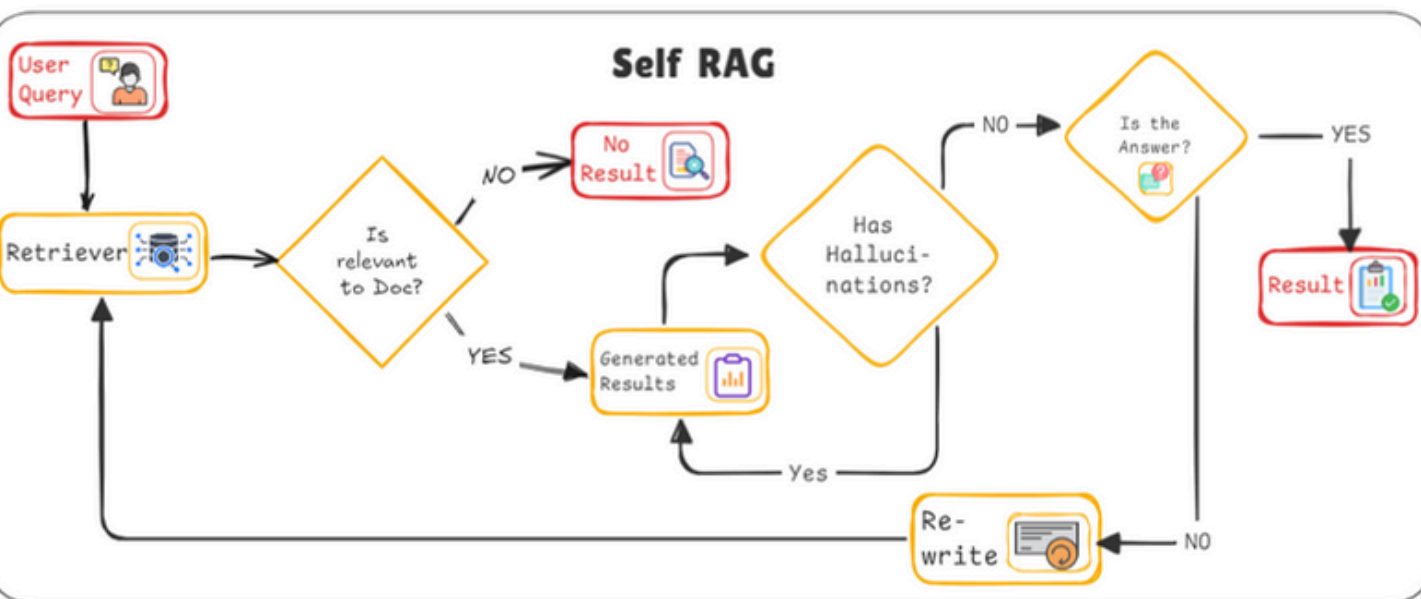 Self RAG
User
Query
Retriever
Is
relevant
to Doc?
NO
No
Result
YES
Generated
Results
Has
Halluci-
nations?
Yes
NO
Is the
Answer?
YES
Result
NO
Re-
write